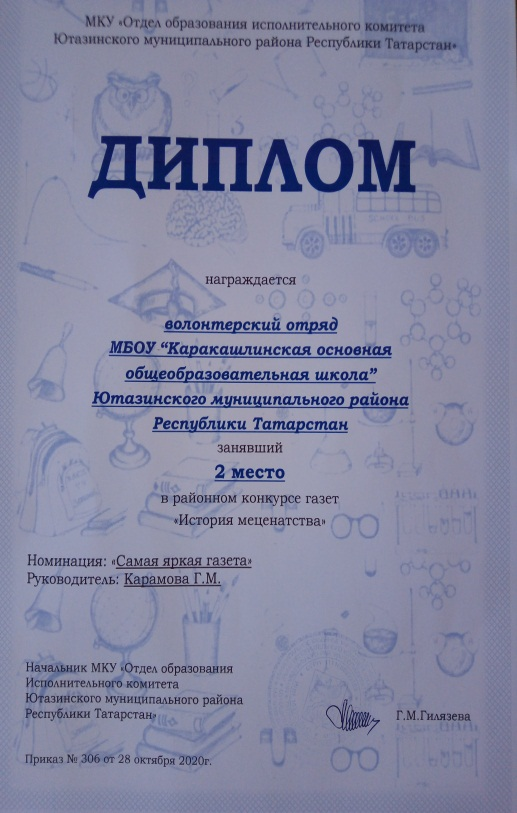 МКУ «Отдел образования исполнительного комитета
Ютазинского муниципального района Республики Татарстан»
ДИПЛОМ
SCHOOL BUS
награждается
волонтерский отряд
МБОУ “Каракашлинская основная
общеобразовательная школа”
Ютазинского муниципального района
Республики Татарстан
занявший
2 место
в районном конкурсе газет
«История меценатства»
Номинация: «Самая яркая газета»
Руководитель: Карамова Г.М.
Начальник МКУ «Отдел образования
Исполнительного комитета
Ютазинского муниципального района
Республики Татарстан»
Г.М.Гилязева
Приказ № 306 от 28 октября 2020г.